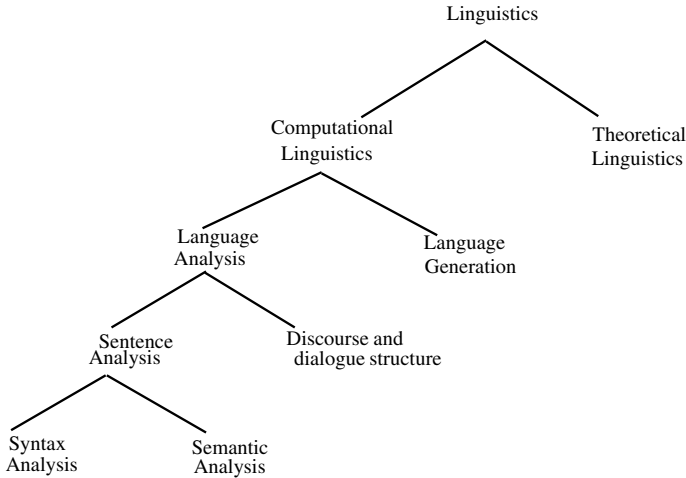 Linguistics
Computational
Linguistics
Theoretical
Linguistics
Language
Analysis
Language
Generation
Sentence
Analysis
Discourse and
dialogue structure
Syntax
Analysis
Semantic
Analysis